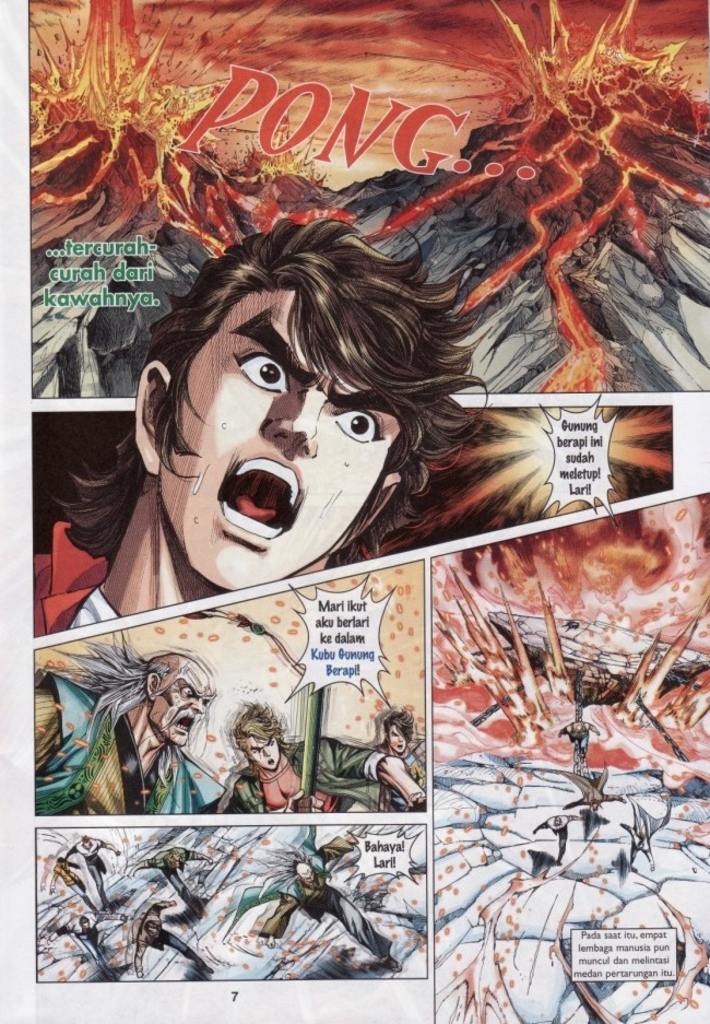 PONG...
...tercurah-
curah dari
kawahnya.
Gunung
berapi ini
sudah
meletup!
Lari!
Mari ikut
aku berlari
ke dalam
Kubu Gunung
Berapi!
Bahaya!
Lari!
Pada saat itu, empat
lembaga manusia pun
muncul dan melintasi
medan pertarungan itu.
7